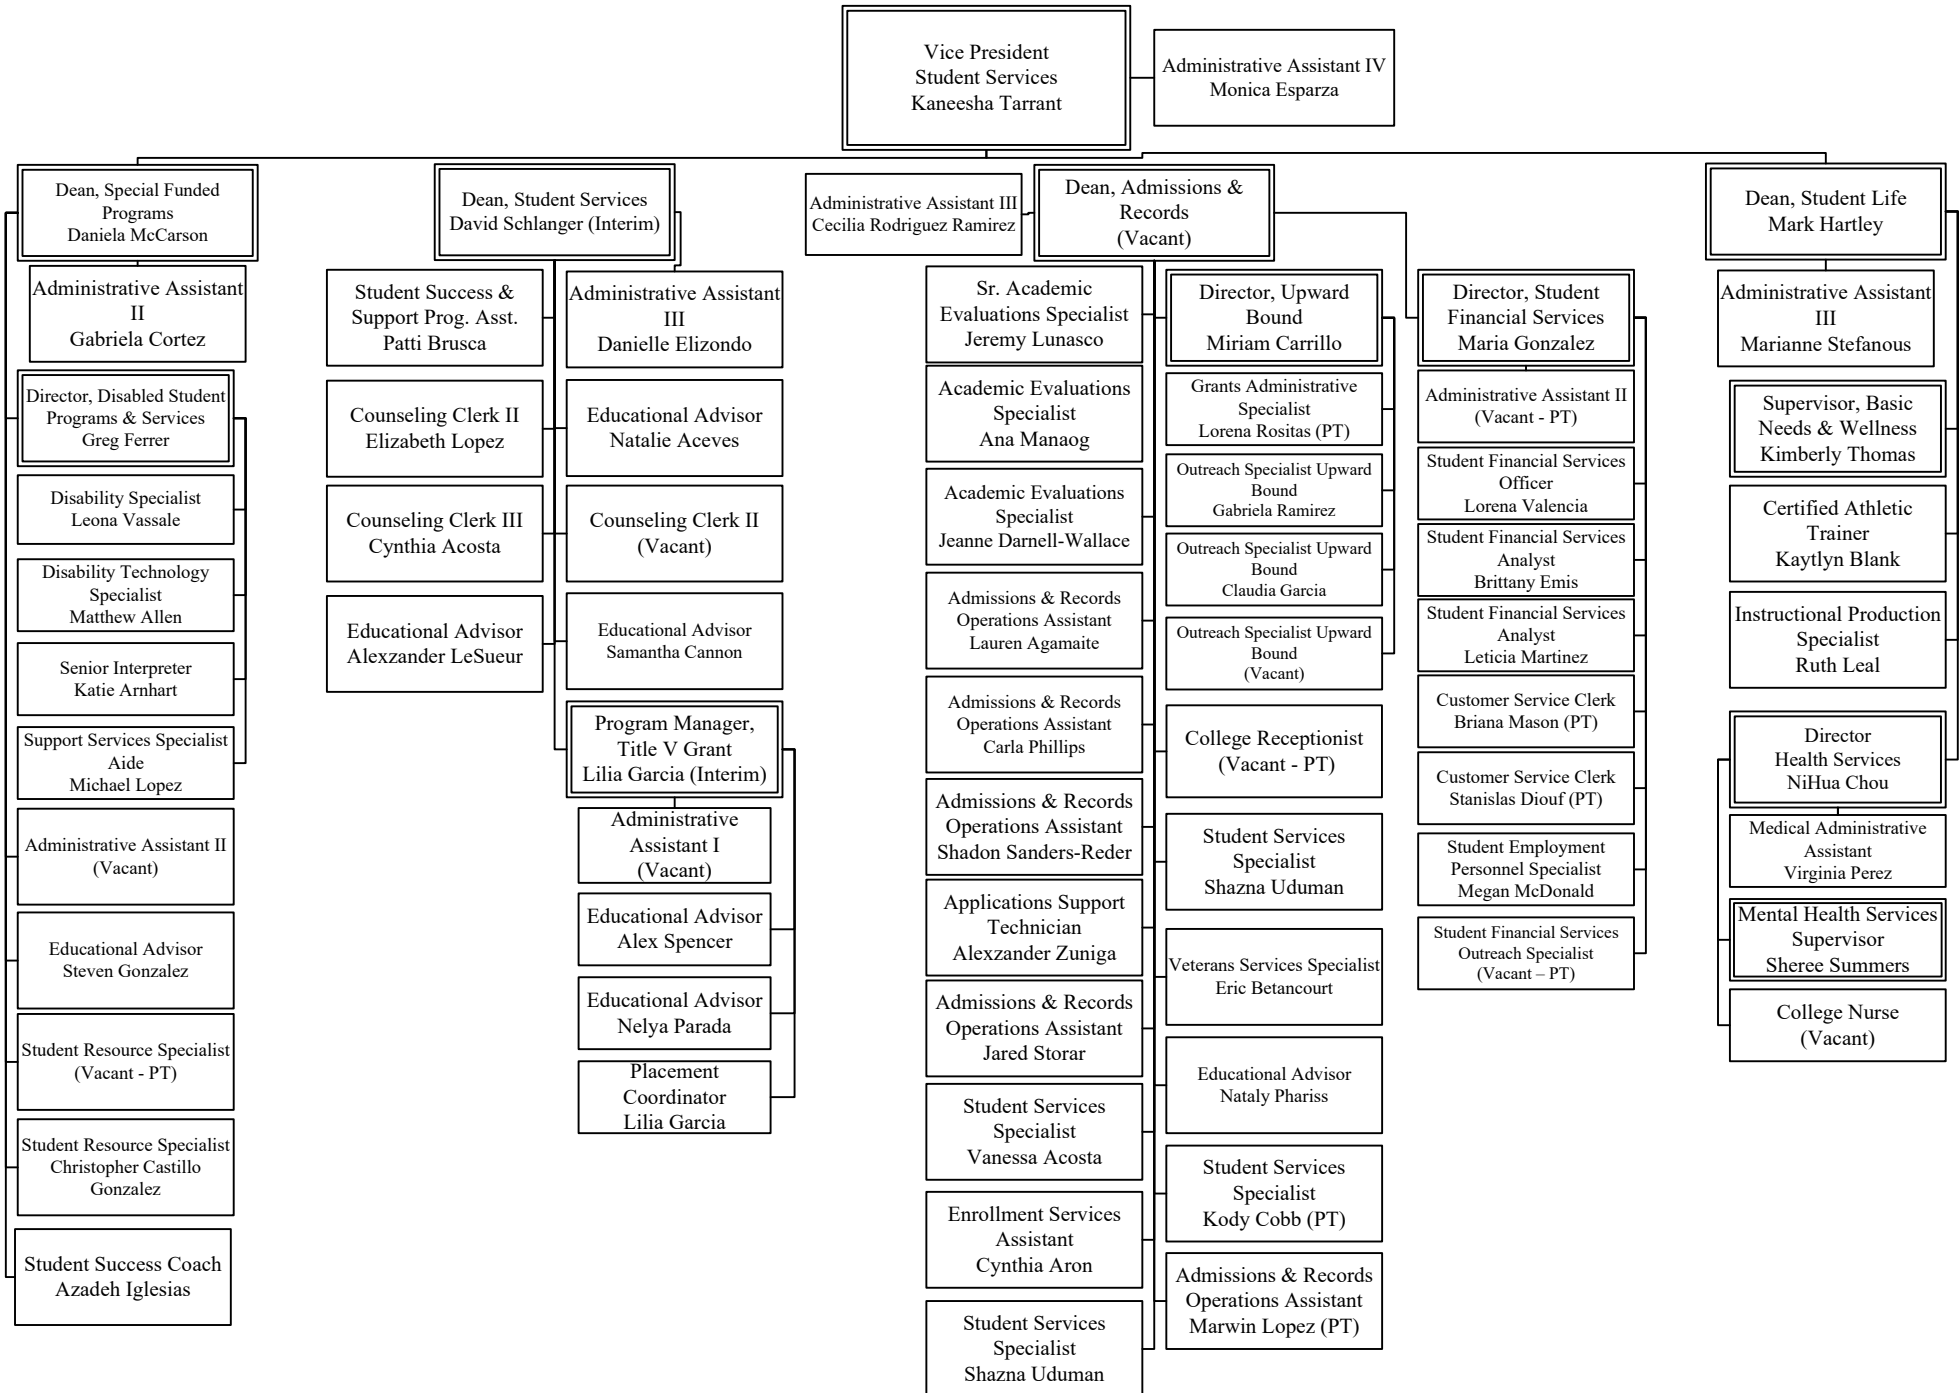 Vice President
Student Services
Kaneesha Tarrant
Administrative Assistant IV
Monica Esparza
Dean, Special Funded
Programs
Daniela McCarson
Administrative Assistant
II
Gabriela Cortez
Director, Disabled Student
Programs & Services
Greg Ferrer
Disability Specialist
Leona Vassale
Disability Technology
Specialist
Matthew Allen
Senior Interpreter
Katie Arnhart
Support Services Specialist
Aide
Michael Lopez
Administrative Assistant II
(Vacant)
Educational Advisor
Steven Gonzalez
Student Resource Specialist
(Vacant - PT)
Student Resource Specialist
Christopher Castillo
Gonzalez
Student Success Coach
Azadeh Iglesias
Dean, Student Services
David Schlanger (Interim)
Student Success &
Support Prog. Asst.
Patti Brusca
Counseling Clerk II
Elizabeth Lopez
Counseling Clerk III
Cynthia Acosta
Educational Advisor
Alexzander LeSueur
Administrative Assistant
III
Danielle Elizondo
Educational Advisor
Natalie Aceves
Counseling Clerk II
(Vacant)
Educational Advisor
Samantha Cannon
Program Manager,
Title V Grant
Lilia Garcia (Interim)
Administrative
Assistant I
(Vacant)
Educational Advisor
Alex Spencer
Educational Advisor
Nelya Parada
Placement
Coordinator
Lilia Garcia
Administrative Assistant III
Cecilia Rodriguez Ramirez
Dean, Admissions &
Records
(Vacant)
Sr. Academic
Evaluations Specialist
Jeremy Lunasco
Academic Evaluations
Specialist
Ana Manaog
Academic Evaluations
Specialist
Jeanne Darnell-Wallace
Admissions & Records
Operations Assistant
Lauren Agamaite
Admissions & Records
Operations Assistant
Carla Phillips
Admissions & Records
Operations Assistant
Shadon Sanders-Reder
Applications Support
Technician
Alexzander Zuniga
Admissions & Records
Operations Assistant
Jared Storar
Student Services
Specialist
Vanessa Acosta
Enrollment Services
Assistant
Cynthia Aron
Student Services
Specialist
Shazna Uduman
Director, Upward
Bound
Miriam Carrillo
Grants Administrative
Specialist
Lorena Rositas (PT)
Outreach Specialist Upward
Bound
Gabriela Ramirez
Outreach Specialist Upward
Bound
Claudia Garcia
Outreach Specialist Upward
Bound
(Vacant)
College Receptionist
(Vacant - PT)
Student Services
Specialist
Shazna Uduman
Veterans Services Specialist
Eric Betancourt
Educational Advisor
Nataly Phariss
Student Services
Specialist
Kody Cobb (PT)
Admissions & Records
Operations Assistant
Marwin Lopez (PT)
Director, Student
Financial Services
Maria Gonzalez
Administrative Assistant II
(Vacant - PT)
Student Financial Services
Officer
Lorena Valencia
Student Financial Services
Analyst
Brittany Emis
Student Financial Services
Analyst
Leticia Martinez
Customer Service Clerk
Briana Mason (PT)
Customer Service Clerk
Stanislas Diouf (PT)
Student Employment
Personnel Specialist
Megan McDonald
Student Financial Services
Outreach Specialist
(Vacant – PT)
Dean, Student Life
Mark Hartley
Administrative Assistant
III
Marianne Stefanous
Supervisor, Basic
Needs & Wellness
Kimberly Thomas
Certified Athletic
Trainer
Kaytlyn Blank
Instructional Production
Specialist
Ruth Leal
Director
Health Services
NiHua Chou
Medical Administrative
Assistant
Virginia Perez
Mental Health Services
Supervisor
Sheree Summers
College Nurse
(Vacant)